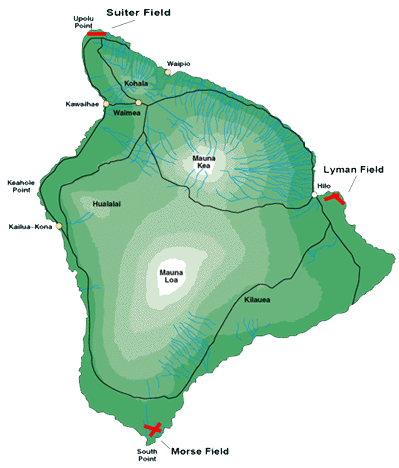 Suiter Field
Upolu
Point
Waipio
Kohala
Kawaihae
Waimea
Mauna
Kea
Lyman Field
Hilo
Keahole
Point
Hualalai
Kailua-Kona
Mauna
Loa
Kilauea
South
Point
Morse Field